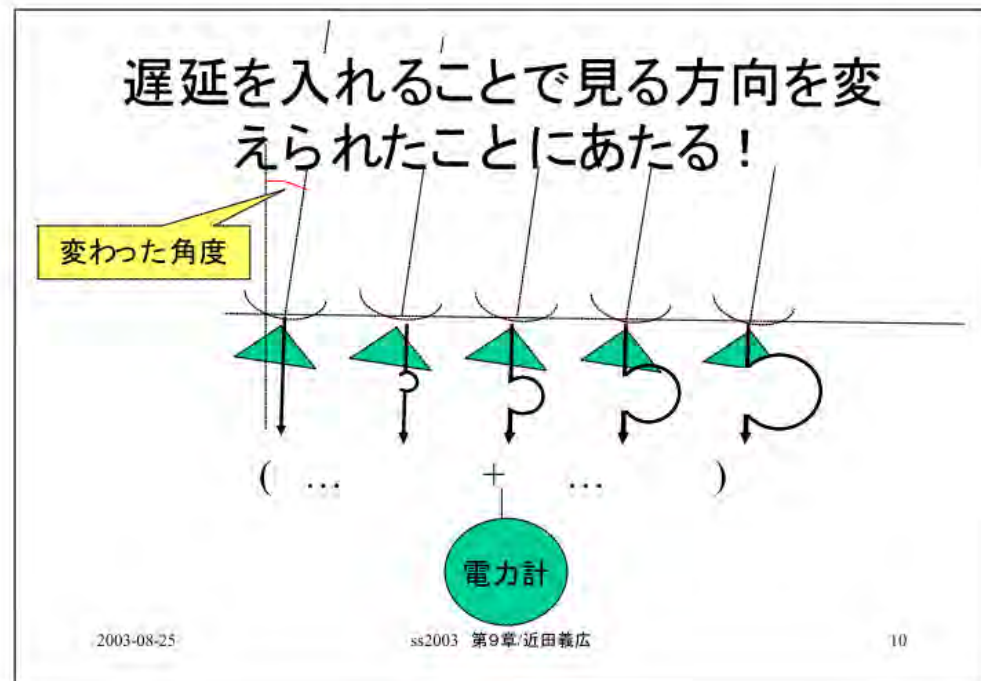 遅延を入れることで見る方向を変
えられたことにあたる!
変わった角度
( … + … )
電力計
2003-08-25 ss2003 第9章/近田義広 10